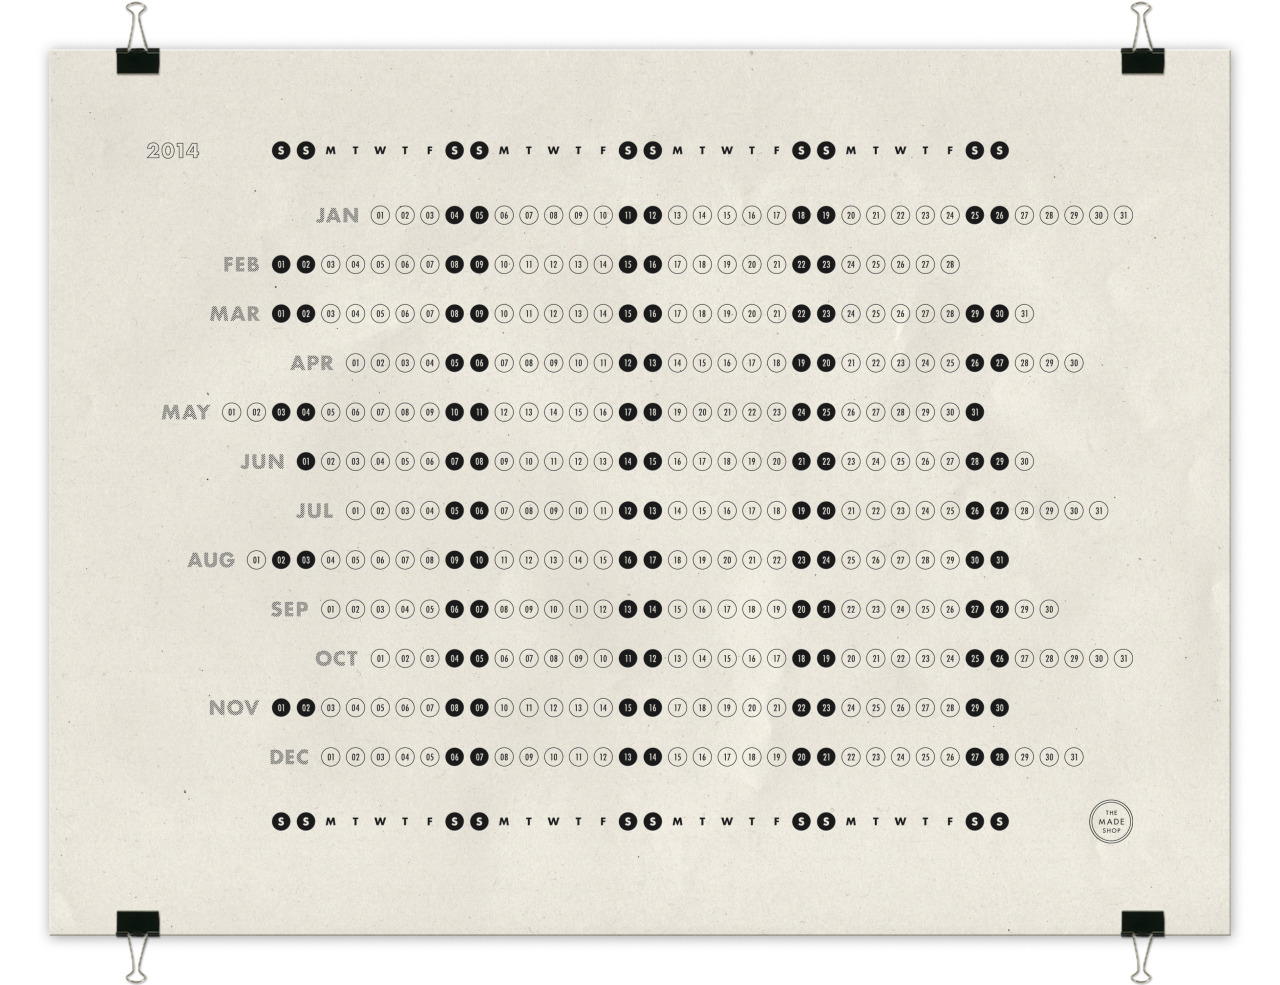 2014 S S M T W T F S S M T W T F S S M T W T F S S M T W T F S S
JAN 01 02 03 04 05 06 07 08 09 10 11 12 13 14 15 16 17 18 19 20 21 22 23 24 25 26 27 28 29 30 31
FEB 01 02 03 04 05 06 07 08 09 10 11 12 13 14 15 16 17 18 19 20 21 22 23 24 25 26 27 28
MAR 01 02 03 04 05 06 07 08 09 10 11 12 13 14 15 16 17 18 19 20 21 22 23 24 25 26 27 28 29 30 31
APR 01 02 03 04 05 06 07 08 09 10 11 12 13 14 15 16 17 18 19 20 21 22 23 24 25 26 27 28 29 30
MAY 01 02 03 04 05 06 07 08 09 10 11 12 13 14 15 16 17 18 19 20 21 22 23 24 25 26 27 28 29 30 31
JUN 01 02 03 04 05 06 07 08 09 10 11 12 13 14 15 16 17 18 19 20 21 22 23 24 25 26 27 28 29 30
JUL 01 02 03 04 05 06 07 08 09 10 11 12 13 14 15 16 17 18 19 20 21 22 23 24 25 26 27 28 29 30 31
AUG 01 02 03 04 05 06 07 08 09 10 11 12 13 14 15 16 17 18 19 20 21 22 23 24 25 26 27 28 29 30 31
SEP 01 02 03 04 05 06 07 08 09 10 11 12 13 14 15 16 17 18 19 20 21 22 23 24 25 26 27 28 29 30
OCT 01 02 03 04 05 06 07 08 09 10 11 12 13 14 15 16 17 18 19 20 21 22 23 24 25 26 27 28 29 30 31
NOV 01 02 03 04 05 06 07 08 09 10 11 12 13 14 15 16 17 18 19 20 21 22 23 24 25 26 27 28 29 30
DEC 01 02 03 04 05 06 07 08 09 10 11 12 13 14 15 16 17 18 19 20 21 22 23 24 25 26 27 28 29 30 31
S S M T W T F S S M T W T F S S M T W T F S S M T W T F S S
THE
MADE
SHOP